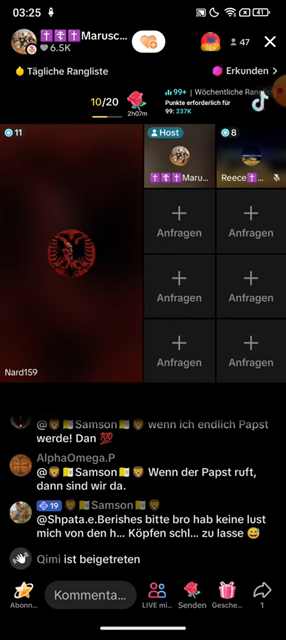 03:25
41
✝️✝️✝️Marusc...
6.5K
10
47
Tägliche Rangliste
Erkunden >
10/20
2h07m
99+ | Wöchentliche Rang
Punkte erforderlich für
99: 237K
11
Host
✝️✝️✝️Maru...
8
Reece✝️...
Anfragen
Anfragen
Anfragen
Anfragen
Anfragen
Anfragen
Nard159
@🦁🇻🇦Samson🇻🇦🦁 wenn ich endlich Papst
werde! Dan 💯
AlphaOmega.P
@🦁🇻🇦Samson🇻🇦🦁 Wenn der Papst ruft,
dann sind wir da.
19 🦁🇻🇦Samson🇻🇦🦁
@Shpata.e.Berishes bitte bro hab keine lust
mich von den h... Köpfen schl... zu lasse 😅
Qimi ist beigetreten
Abonn...
Kommenta...
LIVE mi...
Senden
Gesche...
1